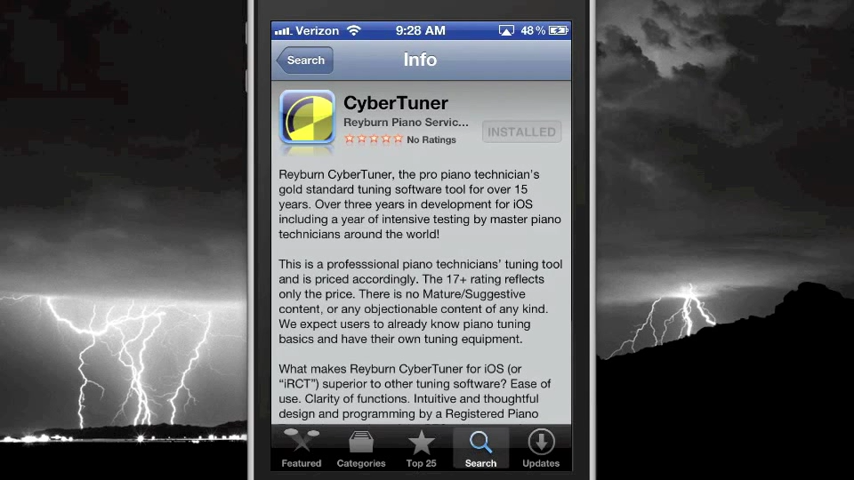 Verizon 9:28 AM 48%
Search Info
CyberTuner
Reyburn Piano Servic...
No Ratings
INSTALLED
Reyburn CyberTuner, the pro piano technician's
gold standard tuning software tool for over 15
years. Over three years in development for iOS
including a year of intensive testing by master piano
technicians around the world!
This is a professsional piano technicians' tuning tool
and is priced accordingly. The 17+ rating reflects
only the price. There is no Mature/Suggestive
content, or any objectionable content of any kind.
We expect users to already know piano tuning
basics and have their own tuning equipment.
What makes Reyburn CyberTuner for iOS (or
“iRCT”) superior to other tuning software? Ease of
use. Clarity of functions. Intuitive and thoughtful
design and programming by a Registered Piano
Featured Categories Top 25 Search Updates